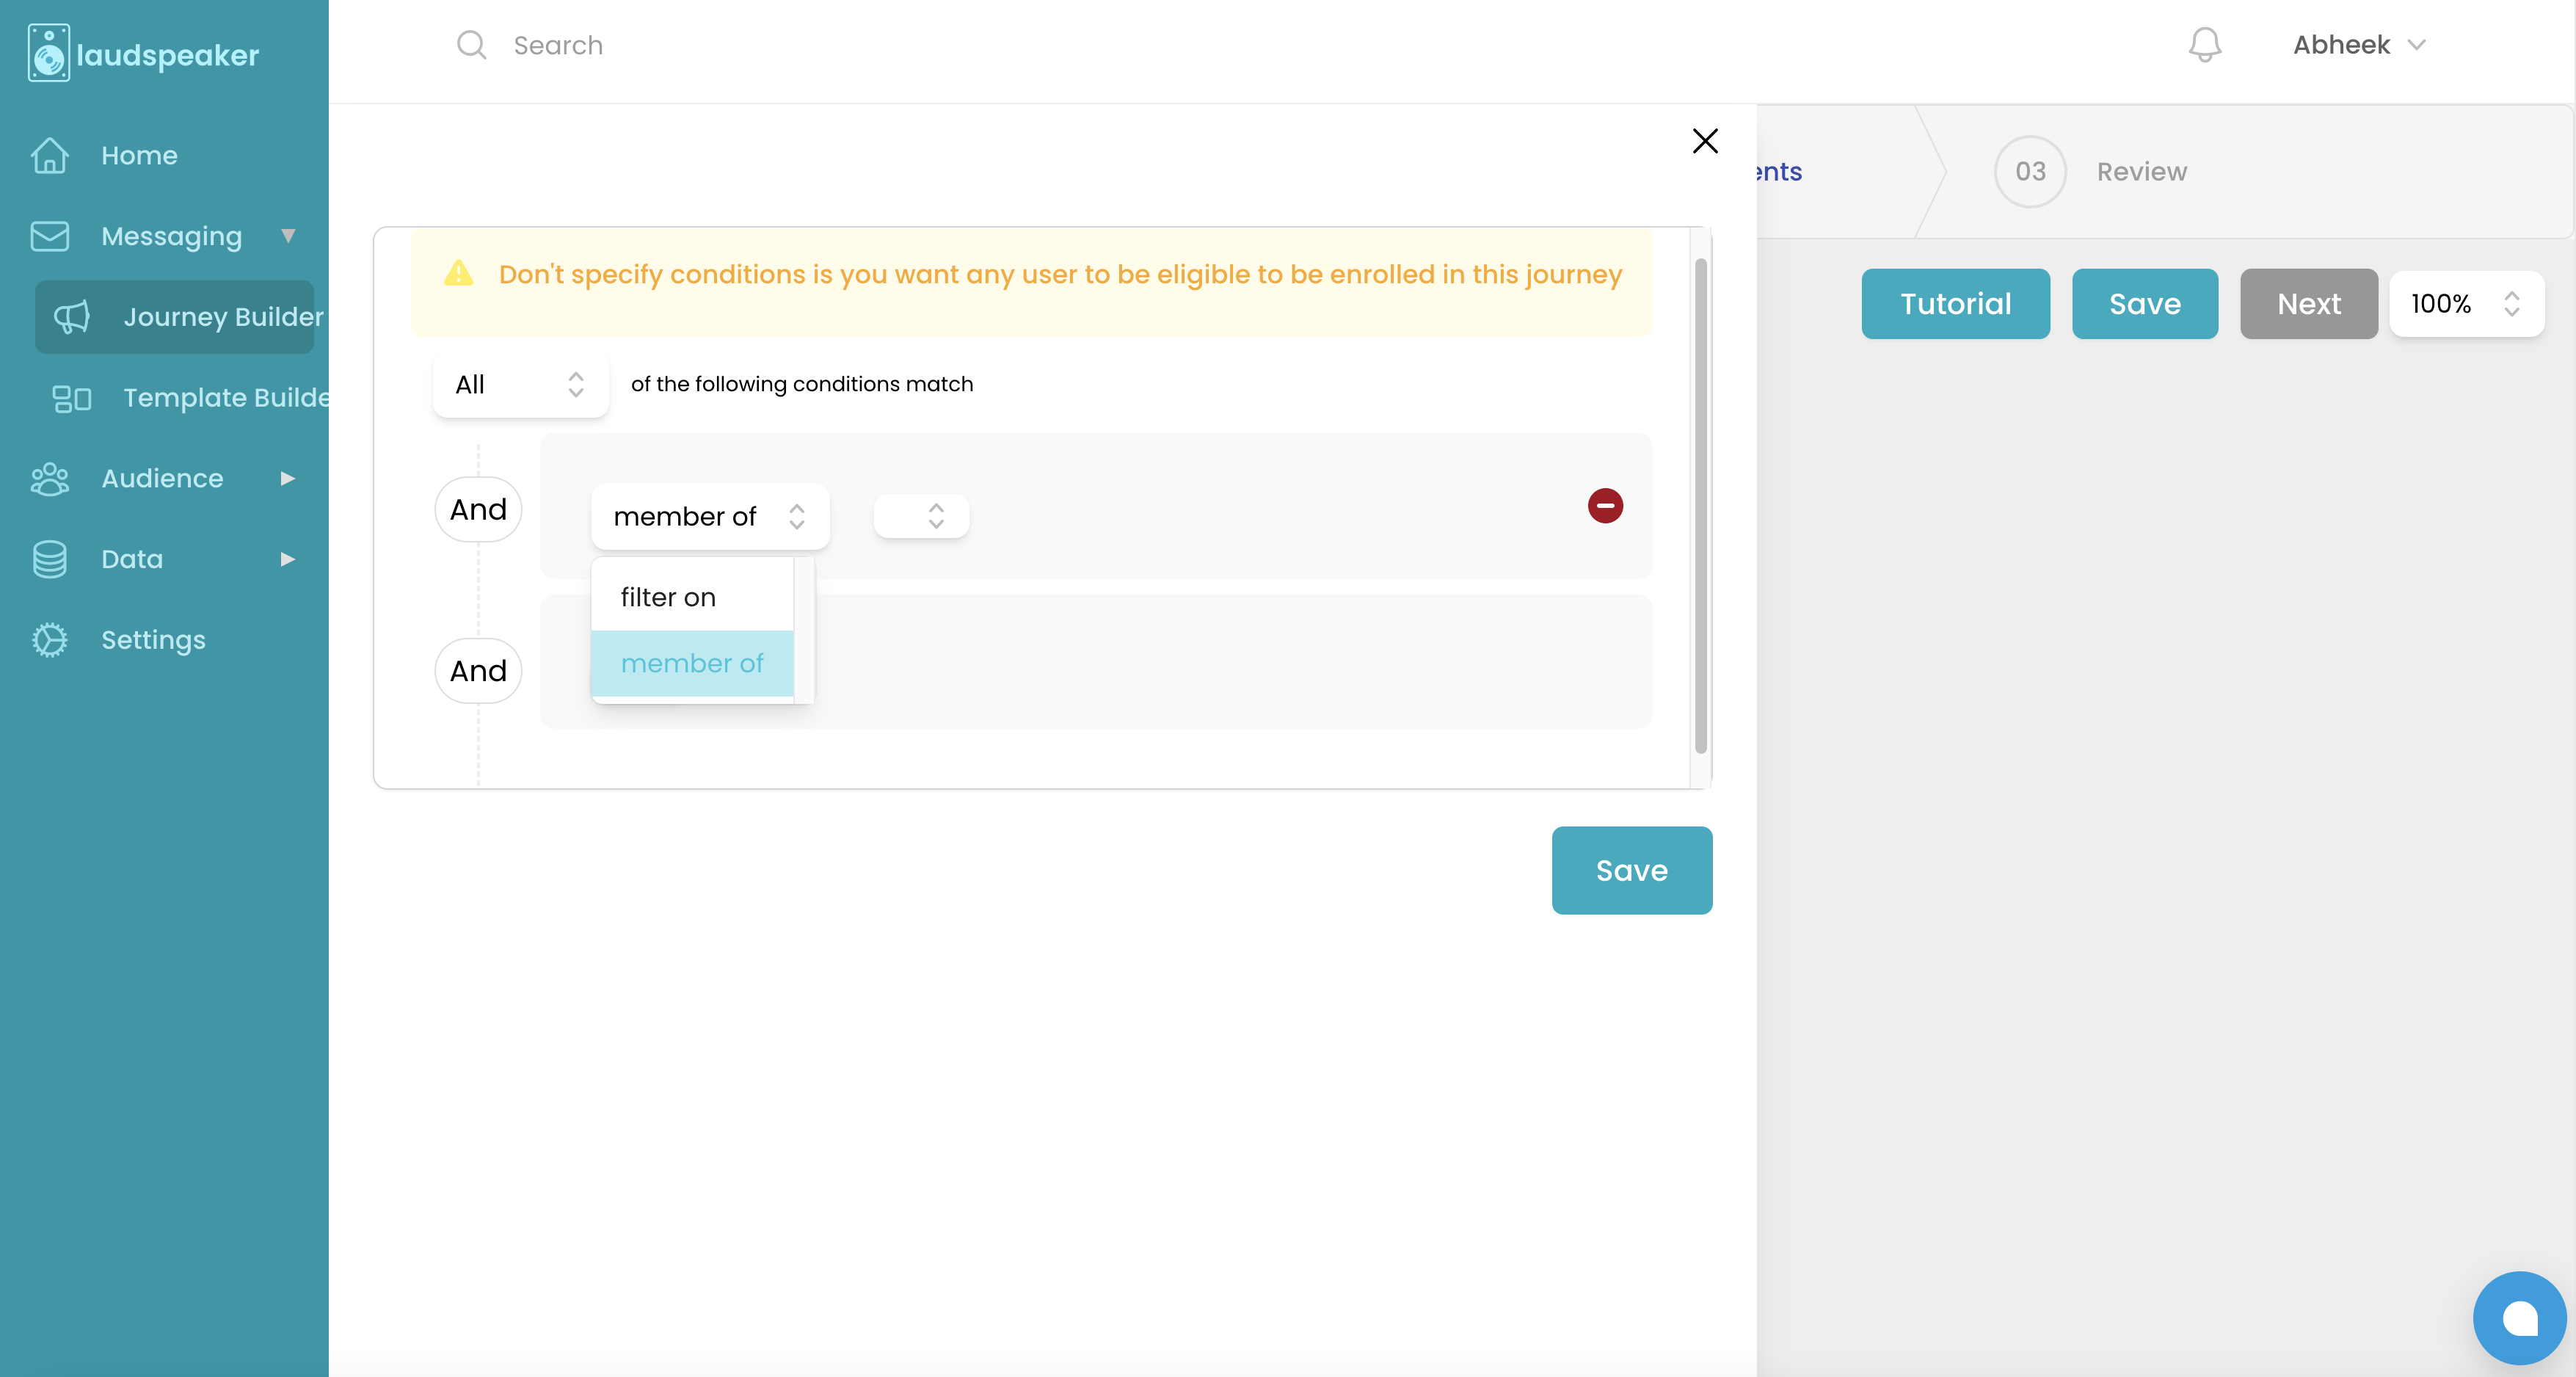 laudspeaker
Search
Abheek
Home
Messaging
Journey Builder
Template Builde
Audience
Data
Settings
ents
03 Review
Tutorial
Save
Next
100%
Don't specify conditions is you want any user to be eligible to be enrolled in this journey
All
of the following conditions match
And
member of
filter on
member of
And
Save